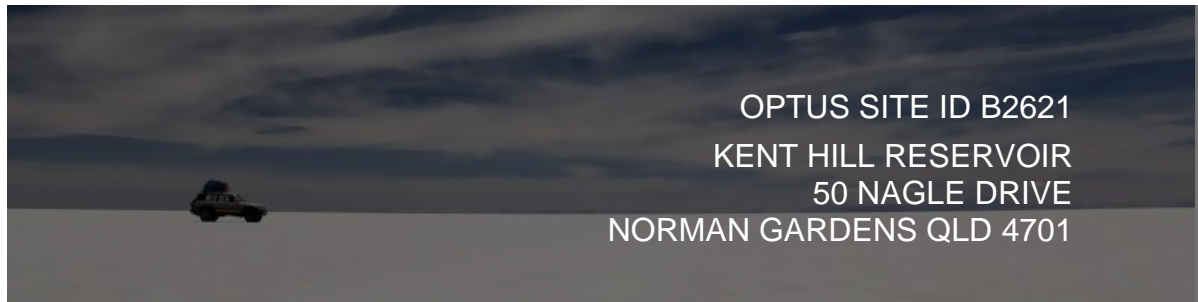 OPTUS SITE ID B2621
KENT HILL RESERVOIR
50 NAGLE DRIVE
NORMAN GARDENS QLD 4701